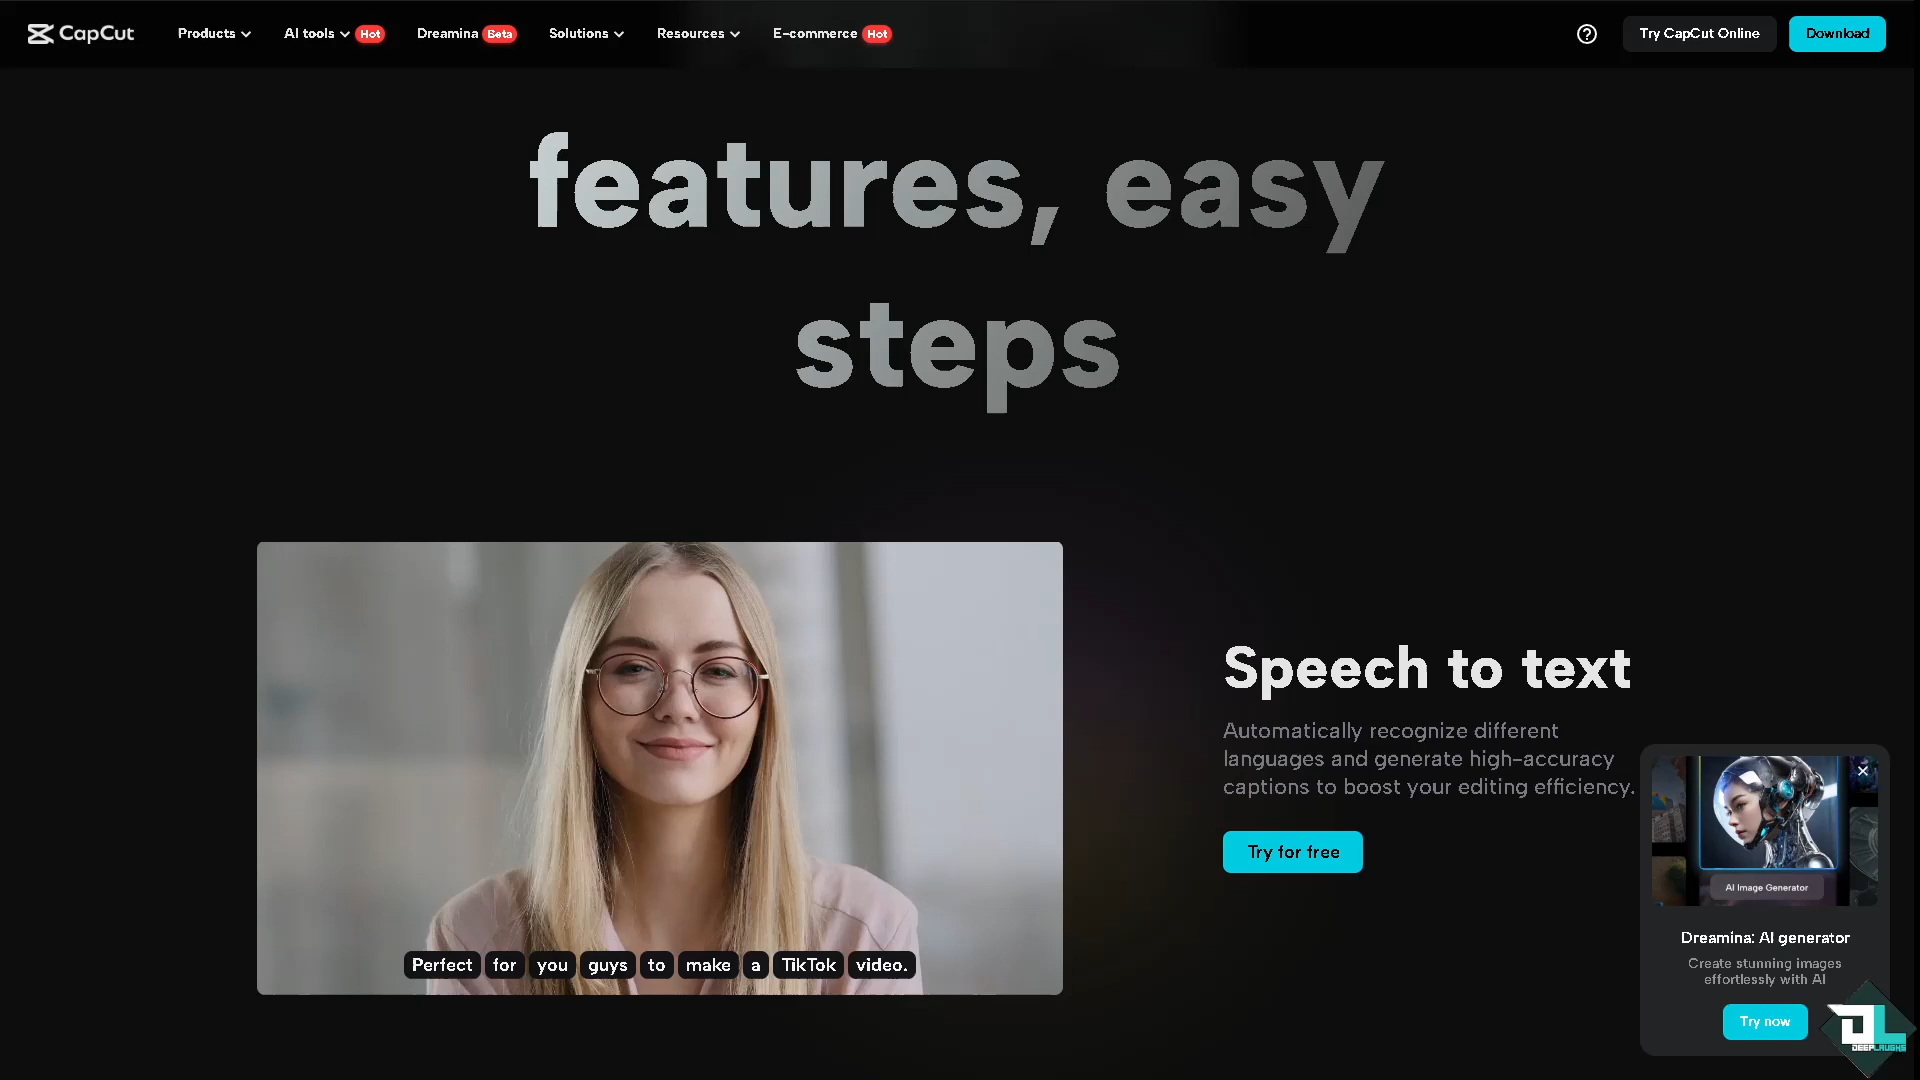 CapCut
Products
AI tools Hot
Dreamina Beta
Solutions
Resources
E-commerce Hot
Try CapCut Online
Download
features, easy
steps
Perfect for you guys to make a TikTok video.
Speech to text
Automatically recognize different
languages and generate high-accuracy
captions to boost your editing efficiency.
Try for free
AI Image Generator
Dreamina: AI generator
Create stunning images
effortlessly with AI
Try now
DEEPLAUGHS